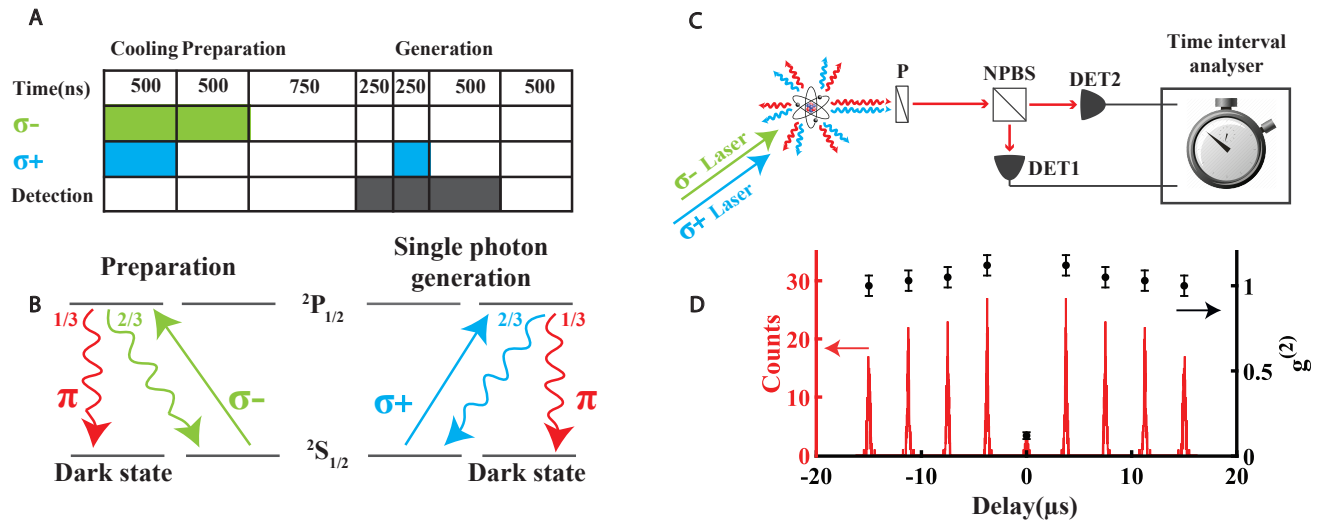 A
Cooling Preparation Generation
Time(ns) 500 500 750 250 250 500 500
σ-
σ+
Detection
B
Preparation
Single photon
generation
1/3 2/3 ²P₁/₂ 2/3 1/3
π σ- σ+ π
²S₁/₂
Dark state Dark state
C
Time interval
analyser
P NPBS DET2
DET1
σ- Laser
σ+ Laser
D
Counts
30
20
10
0
-20 -10 0 10 20
Delay(μs)
1
0.5
0
g⁽²⁾